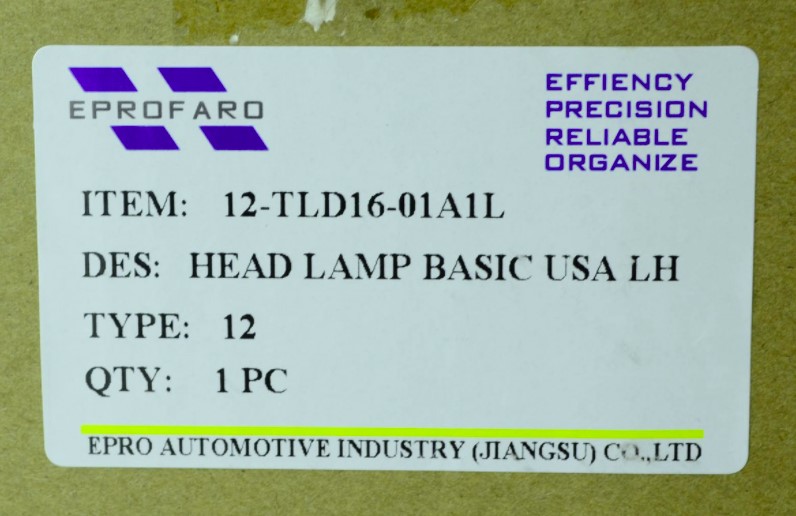 EPROFARO
EFFIENCY
PRECISION
RELIABLE
ORGANIZE
ITEM: 12-TLD16-01A1L
DES: HEAD LAMP BASIC USA LH
TYPE: 12
QTY: 1 PC
EPRO AUTOMOTIVE INDUSTRY (JIANGSU) CO.,LTD